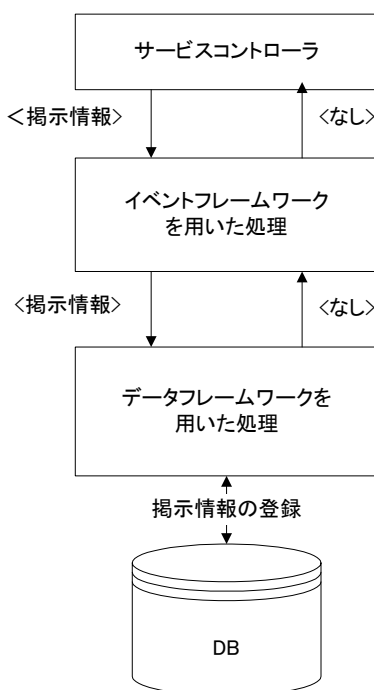 サービスコントローラ
＜掲示情報＞
＜なし＞
イベントフレームワーク
を用いた処理
＜掲示情報＞
＜なし＞
データフレームワークを
用いた処理
掲示情報の登録
DB